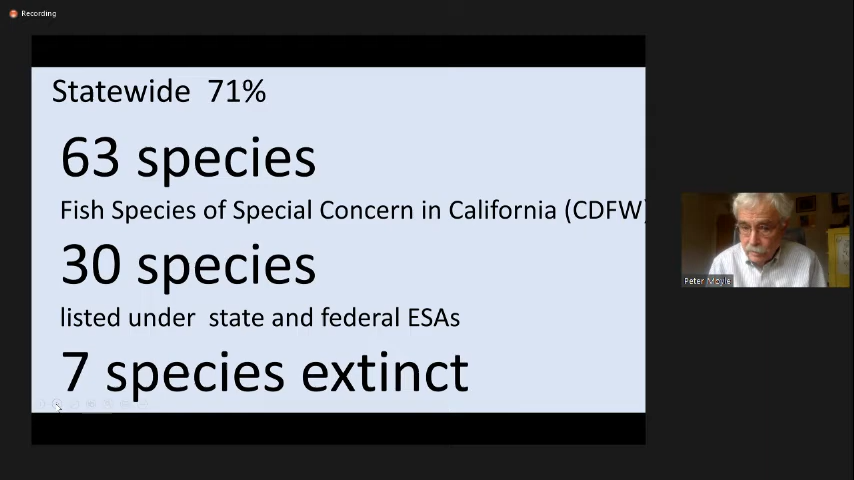 Recording
Statewide 71%
63 species
Fish Species of Special Concern in California (CDFW)
30 species
listed under state and federal ESAs
7 species extinct
Peter Moyle